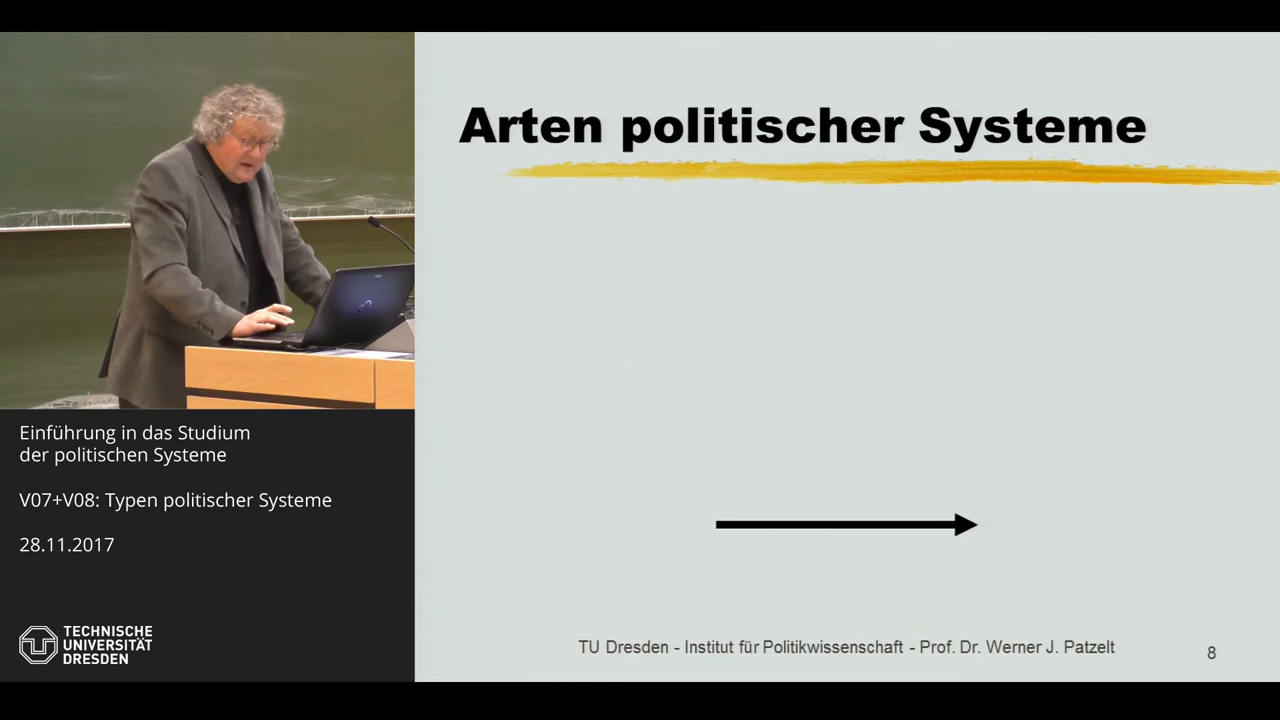 Arten politischer Systeme
Einführung in das Studium
der politischen Systeme
V07+V08: Typen politischer Systeme
28.11.2017
TECHNISCHE
UNIVERSITÄT
DRESDEN
TU Dresden - Institut für Politikwissenschaft - Prof. Dr. Werner J. Patzelt
8